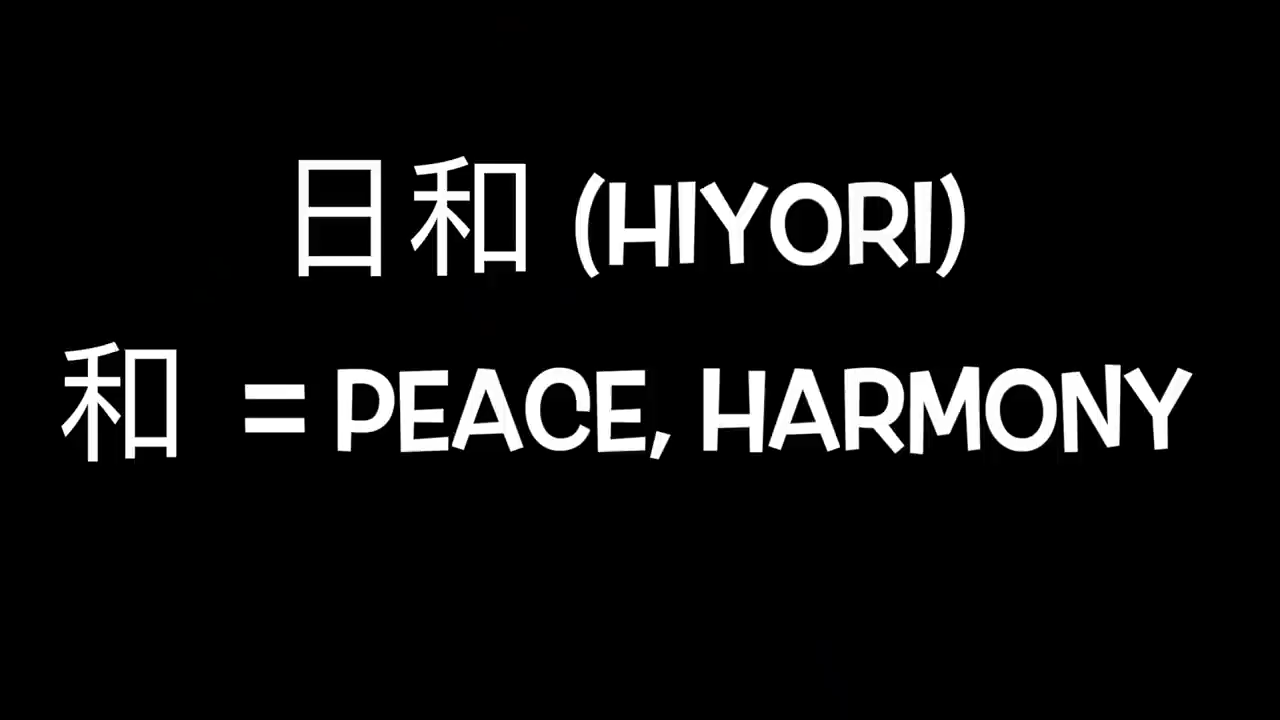 日和 (HIYORI)
和 = PEACE, HARMONY